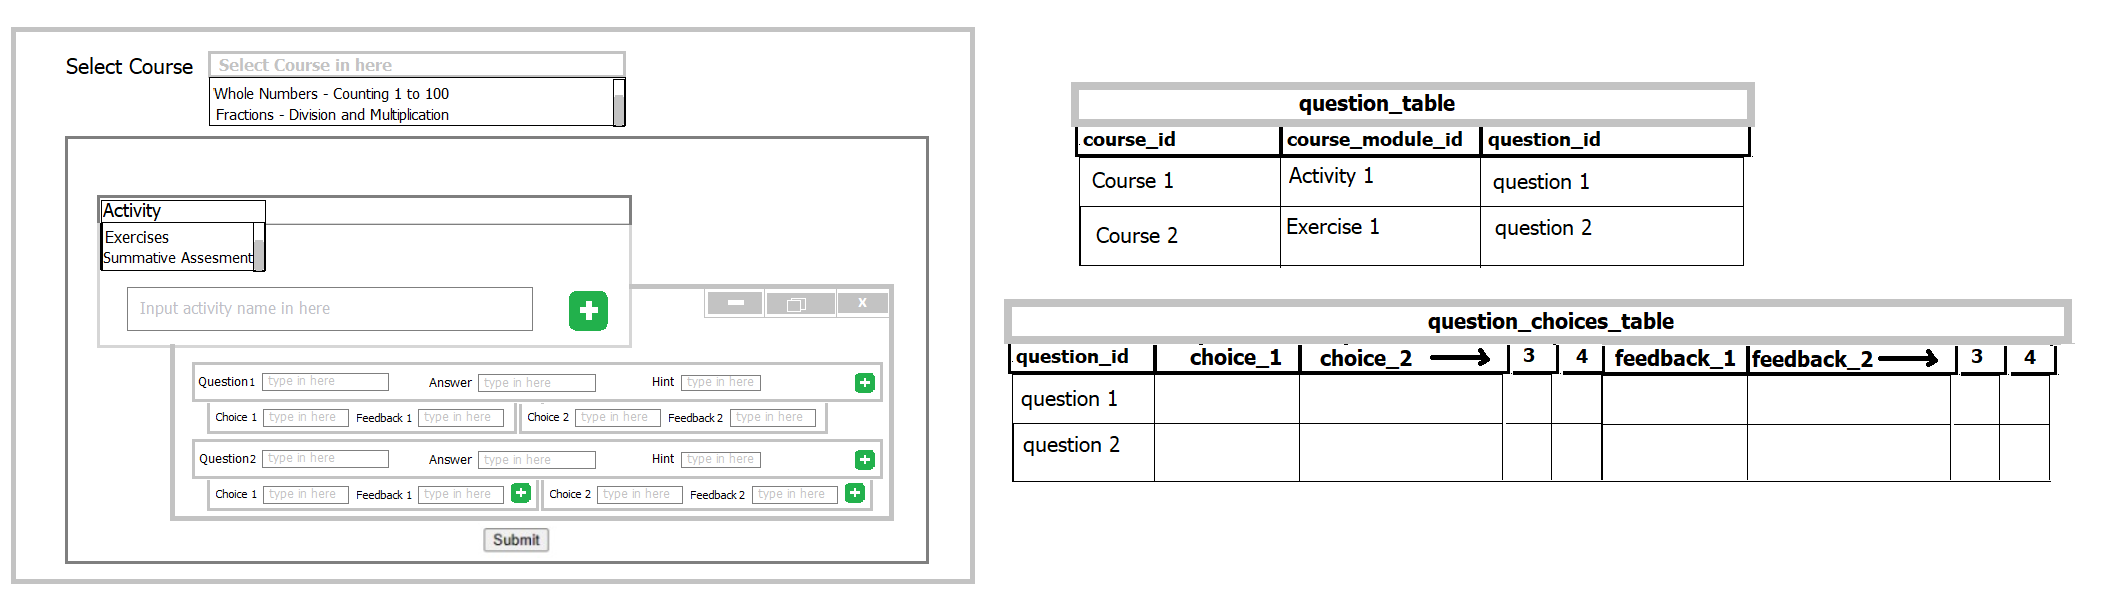 Select Course Select Course in here
Whole Numbers - Counting 1 to 100
Fractions - Division and Multiplication
Activity
Exercises
Summative Assesment
Input activity name in here
x
Question1 type in here Answer type in here Hint type in here
Choice 1 type in here Feedback 1 type in here Choice 2 type in here Feedback 2 type in here
Question2 type in here Answer type in here Hint type in here
Choice 1 type in here Feedback 1 type in here Choice 2 type in here Feedback 2 type in here
Submit
question_table
course_id course_module_id question_id
Course 1 Activity 1 question 1
Course 2 Exercise 1 question 2
question_choices_table
question_id choice_1 choice_2 3 4 feedback_1 feedback_2 3 4
question 1
question 2